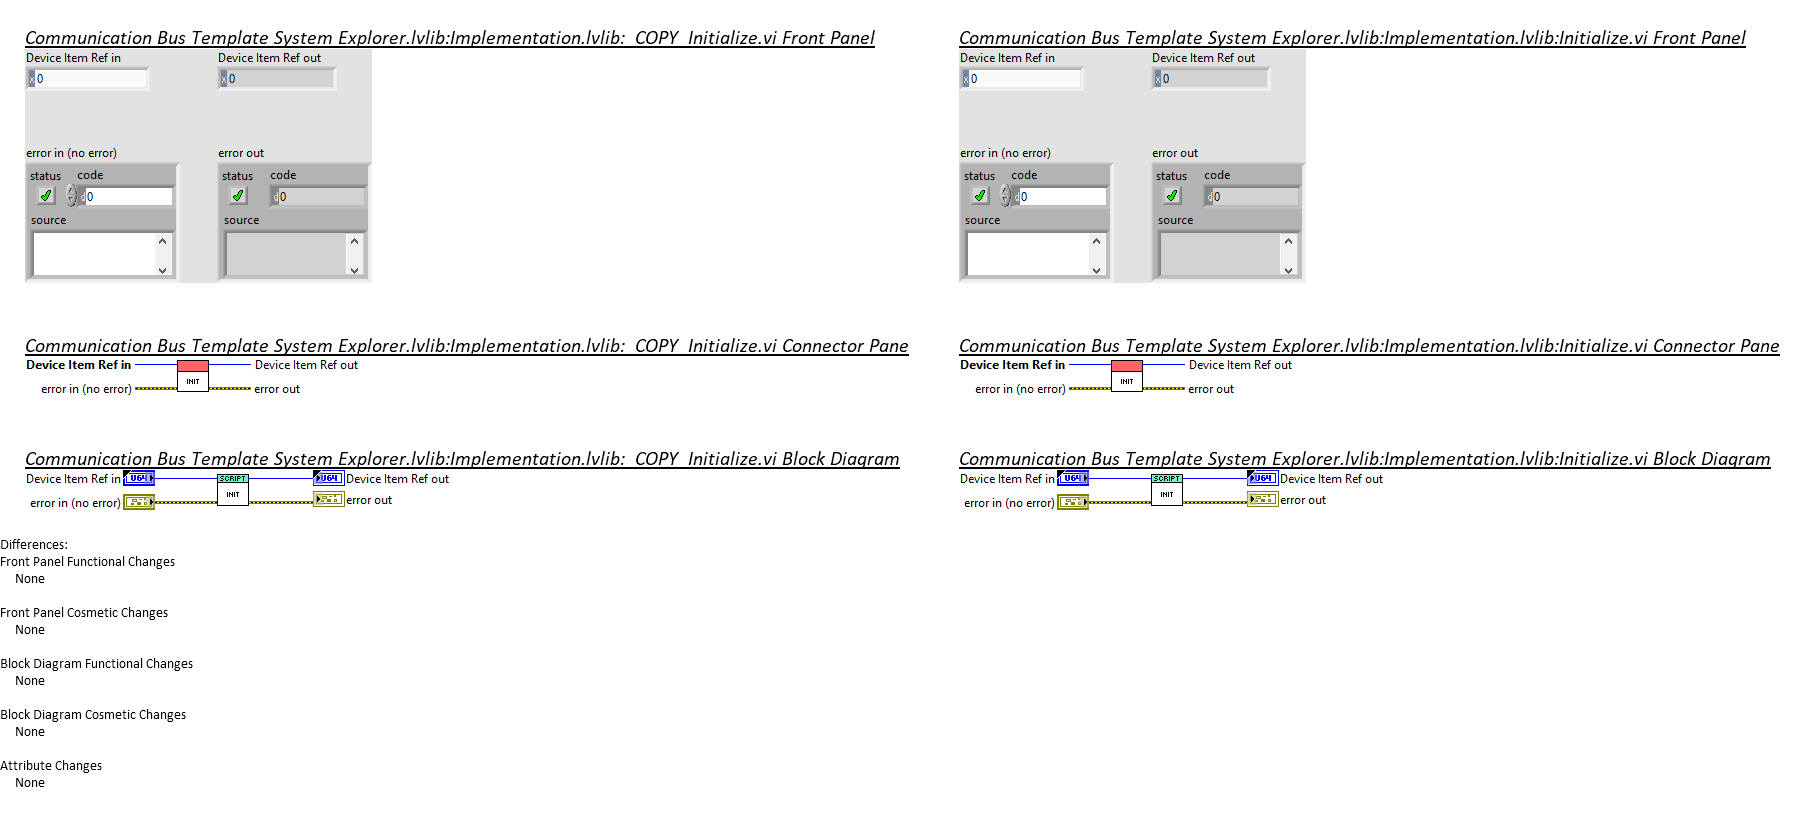 Communication Bus Template System Explorer.lvlib:Implementation.lvlib:_COPY_Initialize.vi Front Panel
Device Item Ref in
Device Item Ref out
x 0
x 0
error in (no error)
error out
status code
status code
d 0
d 0
source
source
Communication Bus Template System Explorer.lvlib:Implementation.lvlib:Initialize.vi Front Panel
Device Item Ref in
Device Item Ref out
x 0
x 0
error in (no error)
error out
status code
status code
d 0
d 0
source
source
Communication Bus Template System Explorer.lvlib:Implementation.lvlib:_COPY_Initialize.vi Connector Pane
Device Item Ref in
Device Item Ref out
INIT
error in (no error)
error out
Communication Bus Template System Explorer.lvlib:Implementation.lvlib:Initialize.vi Connector Pane
Device Item Ref in
Device Item Ref out
INIT
error in (no error)
error out
Communication Bus Template System Explorer.lvlib:Implementation.lvlib:_COPY_Initialize.vi Block Diagram
Device Item Ref in
U64
SCRIPT
U64
Device Item Ref out
INIT
error in (no error)
error out
Communication Bus Template System Explorer.lvlib:Implementation.lvlib:Initialize.vi Block Diagram
Device Item Ref in
U64
SCRIPT
U64
Device Item Ref out
INIT
error in (no error)
error out
Differences:
Front Panel Functional Changes
None
Front Panel Cosmetic Changes
None
Block Diagram Functional Changes
None
Block Diagram Cosmetic Changes
None
Attribute Changes
None